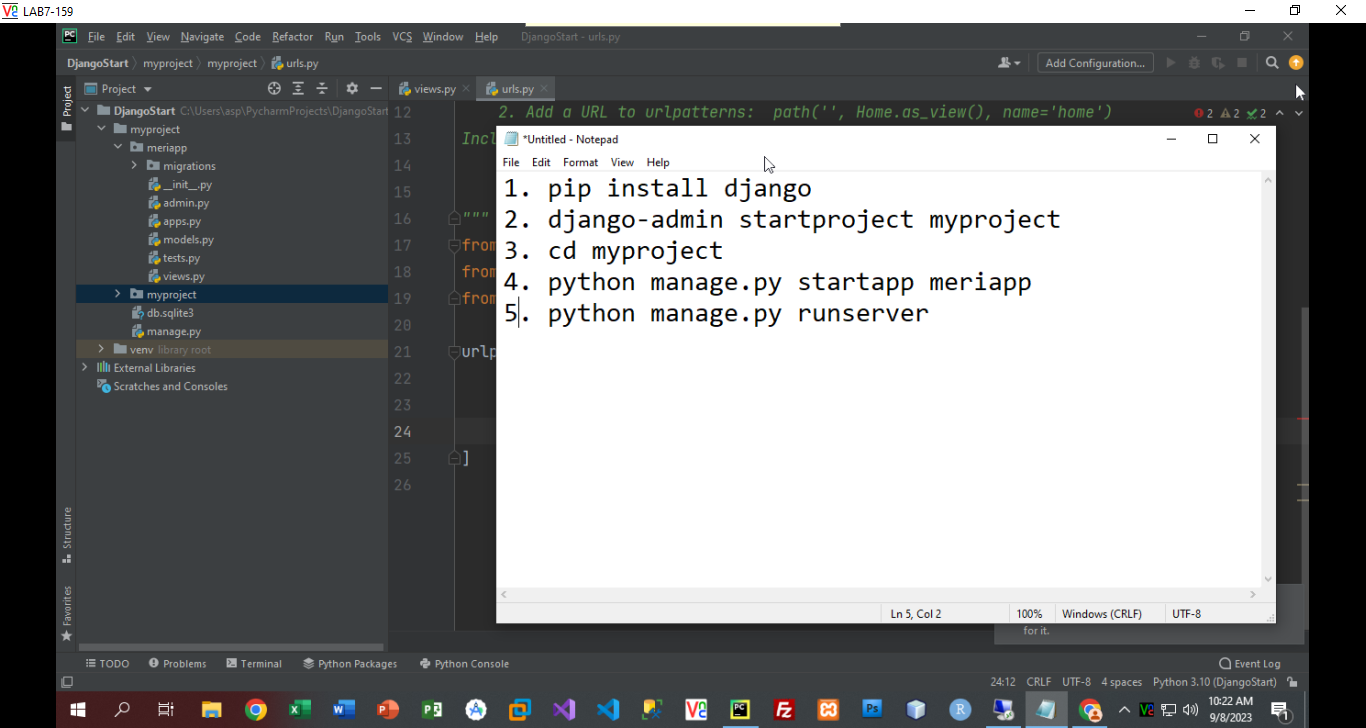 LAB7-159
File Edit View Navigate Code Refactor Run Tools VCS Window Help DjangoStart - urls.py
DjangoStart myproject myproject urls.py Add Configuration...
Project
Project
views.py urls.py
DjangoStart C:\Users\asp\PycharmProjects\DjangoStart
myproject
meriapp
migrations
__init__.py
admin.py
apps.py
models.py
tests.py
views.py
myproject
db.sqlite3
manage.py
venv library root
External Libraries
Scratches and Consoles
12 2. Add a URL to urlpatterns: path('', Home.as_view(), name='home') 2 2 2
13 Incl
14
15
16 """
17 from
18 from
19 from
20
21 urlp
22
23
24
25 ]
26
*Untitled - Notepad
File Edit Format View Help
1. pip install django
2. django-admin startproject myproject
3. cd myproject
4. python manage.py startapp meriapp
5. python manage.py runserver
Ln 5, Col 2 100% Windows (CRLF) UTF-8
for it.
Structure
Favorites
TODO Problems Terminal Python Packages Python Console Event Log
24:12 CRLF UTF-8 4 spaces Python 3.10 (DjangoStart)
10:22 AM
9/8/2023